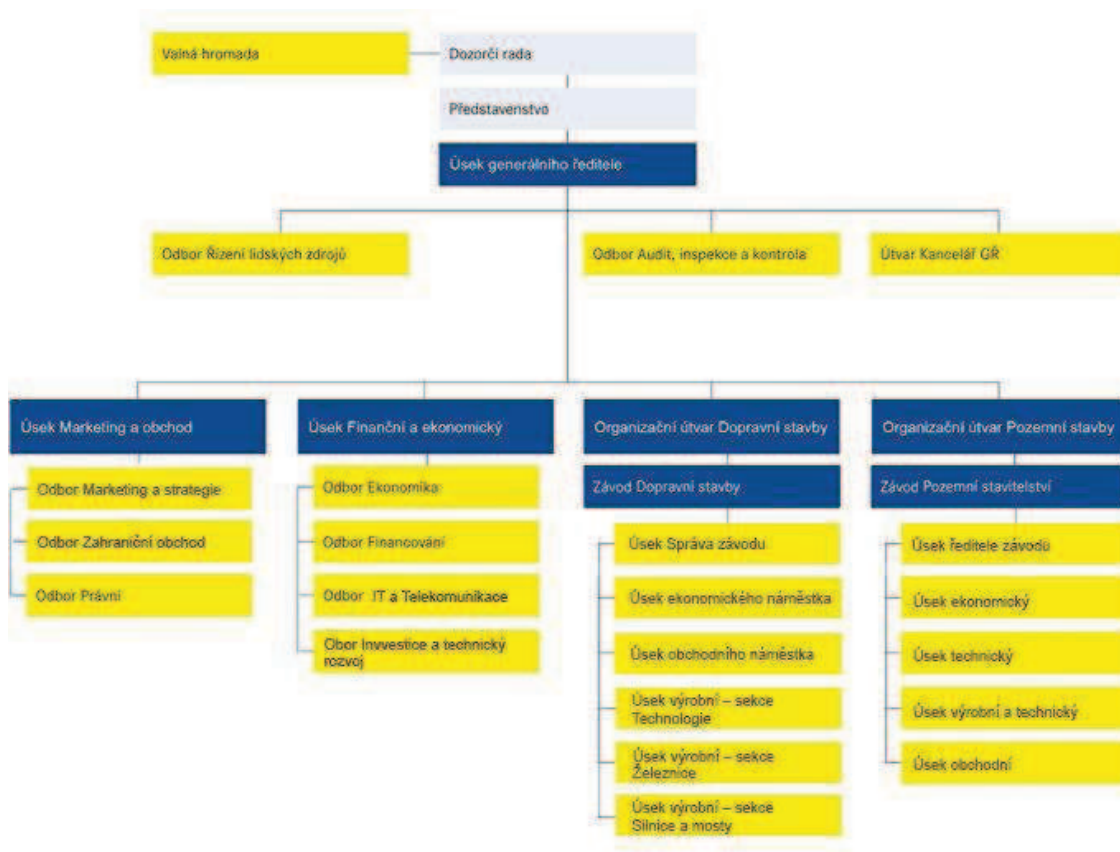 Valná hromada
Dozorčí rada
Představenstvo
Úsek generálního ředitele
Odbor Řízení lidských zdrojů
Odbor Audit, inspekce a kontrola
Útvar Kancelář GŘ
Úsek Marketing a obchod
Odbor Marketing a strategie
Odbor Zahraniční obchod
Odbor Právní
Úsek Finanční a ekonomický
Odbor Ekonomika
Odbor Financování
Odbor IT a Telekomunikace
Obor Invvestice a technický
rozvoj
Organizační útvar Dopravní stavby
Závod Dopravní stavby
Úsek Správa závodu
Úsek ekonomického náměstka
Úsek obchodního náměstka
Úsek výrobní – sekce
Technologie
Úsek výrobní – sekce
Železnice
Úsek výrobní – sekce
Silnice a mosty
Organizační útvar Pozemní stavby
Závod Pozemní stavitelství
Úsek ředitele závodu
Úsek ekonomický
Úsek technický
Úsek výrobní a technický
Úsek obchodní